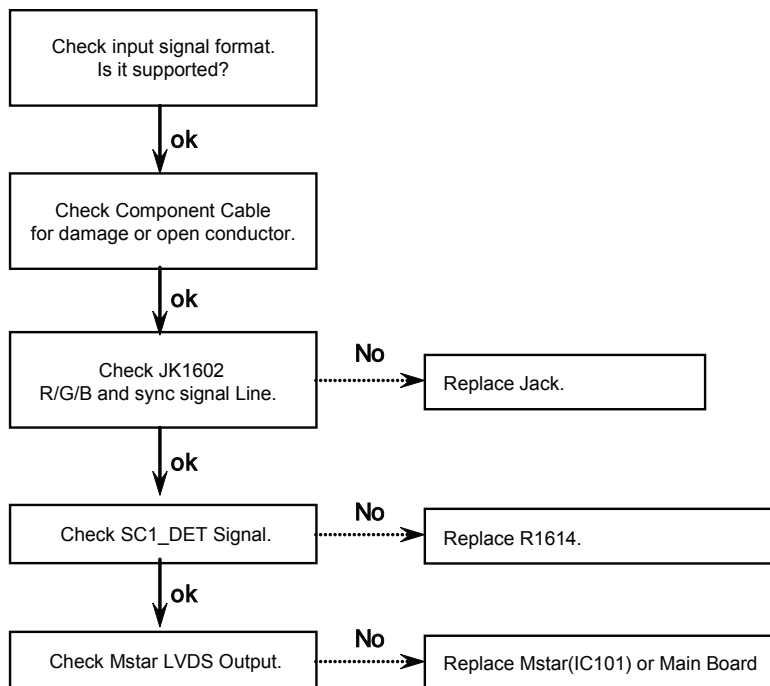 Check input signal format.
Is it supported?
ok
Check Component Cable
for damage or open conductor.
ok
Check JK1602
R/G/B and sync signal Line.
No
Replace Jack.
ok
Check SC1_DET Signal.
No
Replace R1614.
ok
Check Mstar LVDS Output.
No
Replace Mstar(IC101) or Main Board